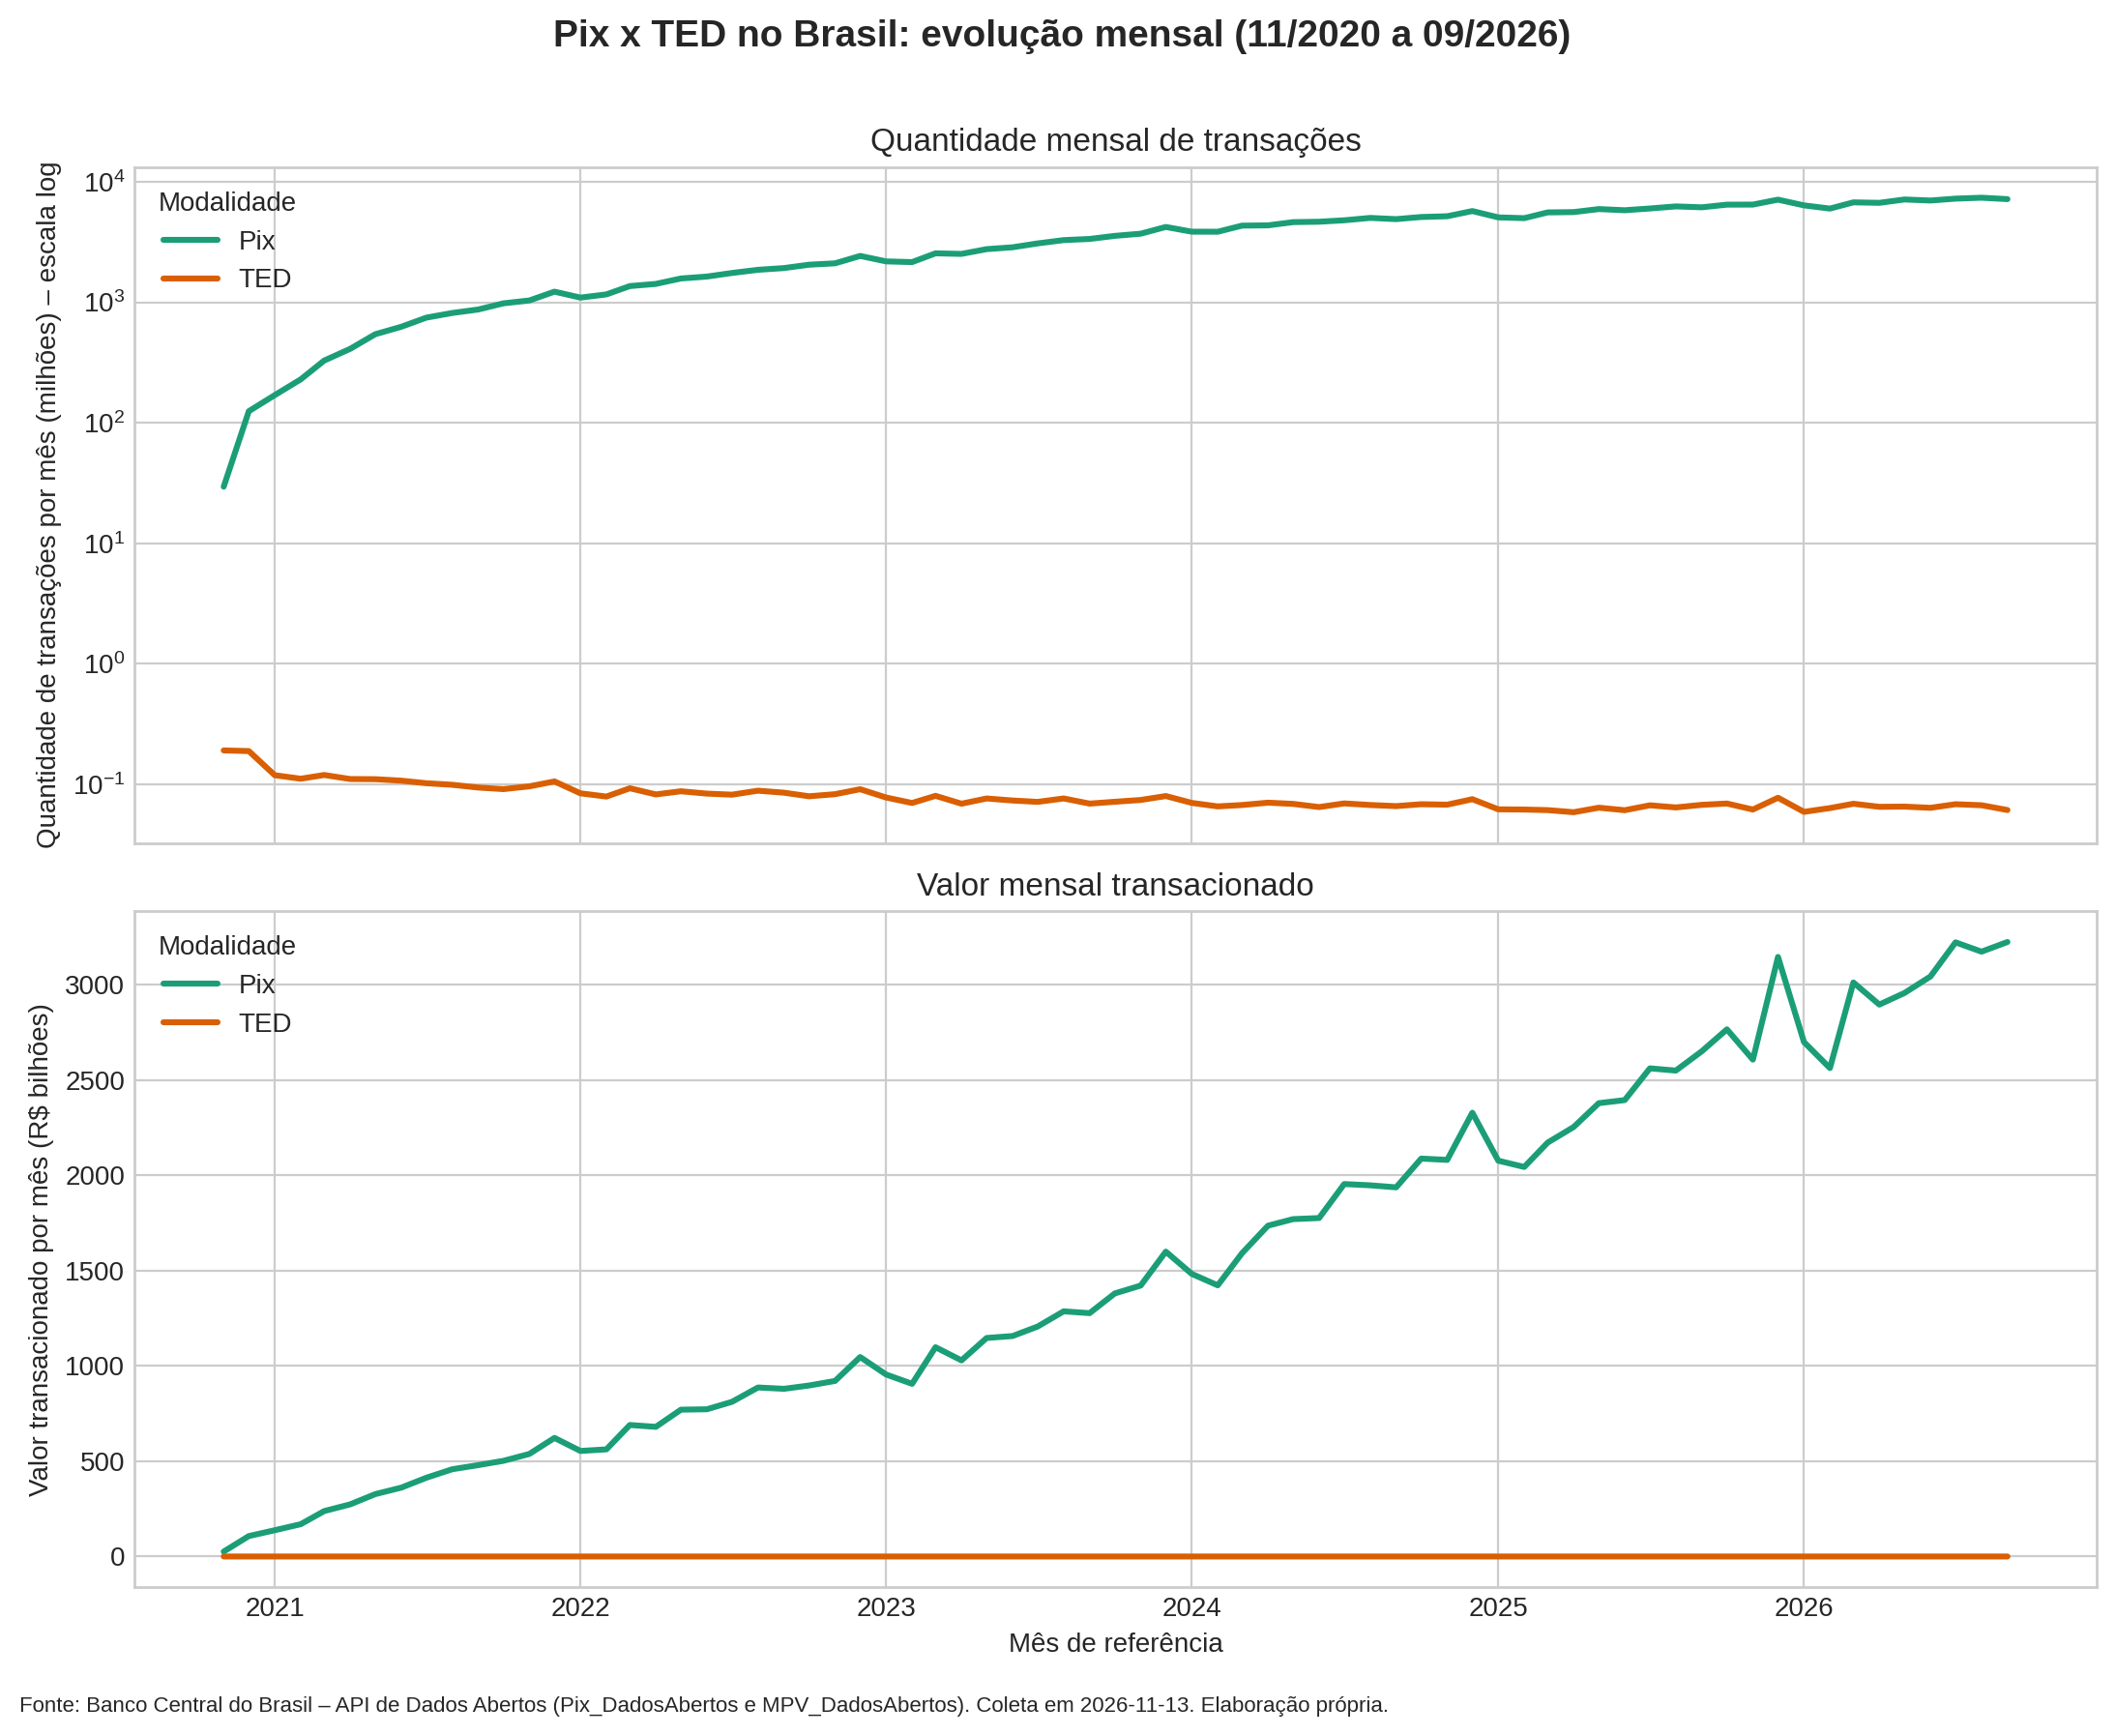 Pix x TED no Brasil: evolução mensal (11/2020 a 09/2026)
Quantidade mensal de transações
Quantidade de transações por mês (milhões) – escala log
10⁴
10³
10²
10¹
10⁰
10⁻¹
Modalidade
Pix
TED
Valor mensal transacionado
Valor transacionado por mês (R$ bilhões)
3000
2500
2000
1500
1000
500
0
Modalidade
Pix
TED
2021 2022 2023 2024 2025 2026
Mês de referência
Fonte: Banco Central do Brasil – API de Dados Abertos (Pix_DadosAbertos e MPV_DadosAbertos). Coleta em 2026-11-13. Elaboração própria.